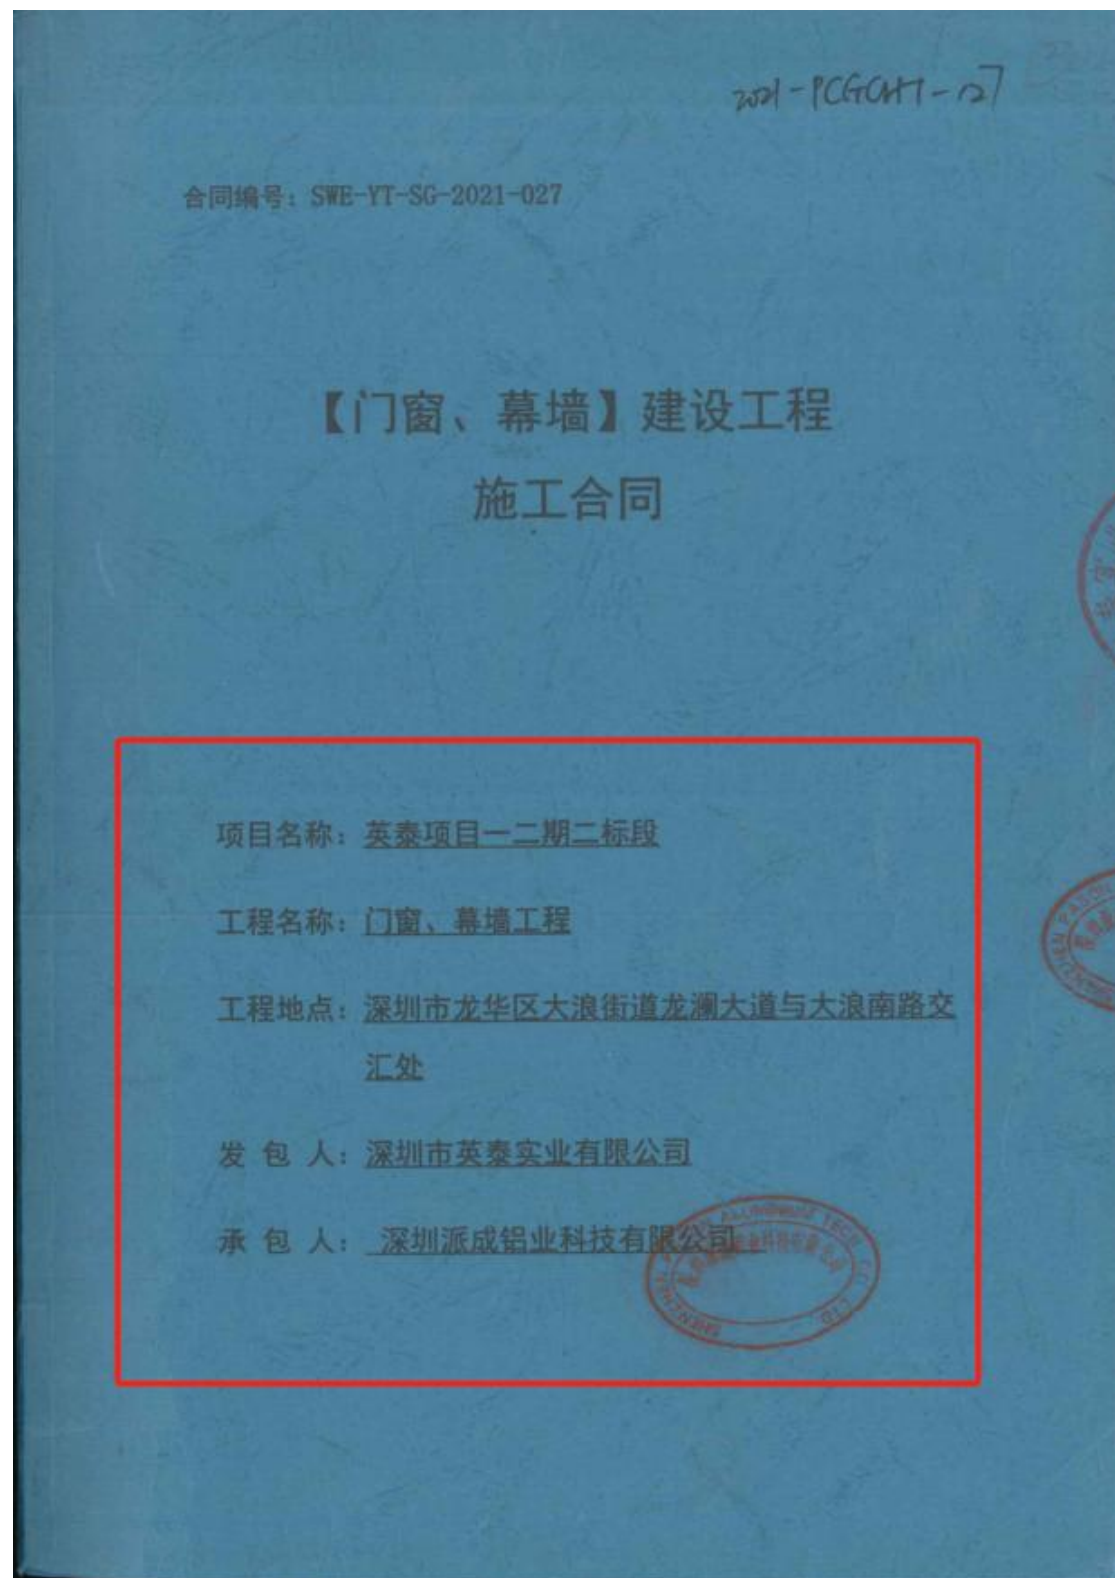 2021-PCGCHT-127
合同编号：SWE-YT-SG-2021-027
【门窗、幕墙】建设工程
施工合同
项目名称：英泰项目一二期二标段
工程名称：门窗、幕墙工程
工程地点：深圳市龙华区大浪街道龙澜大道与大浪南路交
汇处
发 包 人：深圳市英泰实业有限公司
承 包 人： 深圳派成铝业科技有限公司